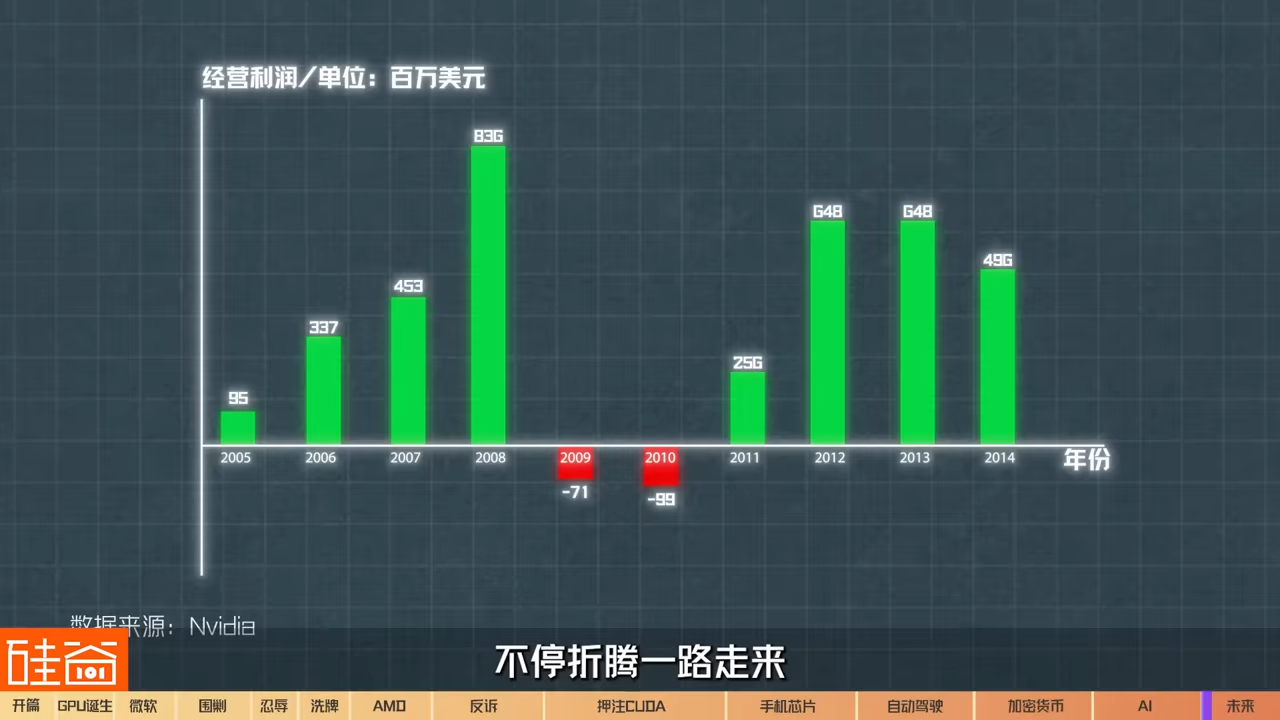 经营利润/单位：百万美元
836
648
648
496
453
337
256
95
2005
2006
2007
2008
2009
2010
2011
2012
2013
2014
年份
-71
-99
数据来源：Nvidia
硅谷
101
不停折腾一路走来
开篇
GPU诞生
微软
围剿
忍辱
洗牌
AMD
反诉
押注CUDA
手机芯片
自动驾驶
加密货币
AI
未来